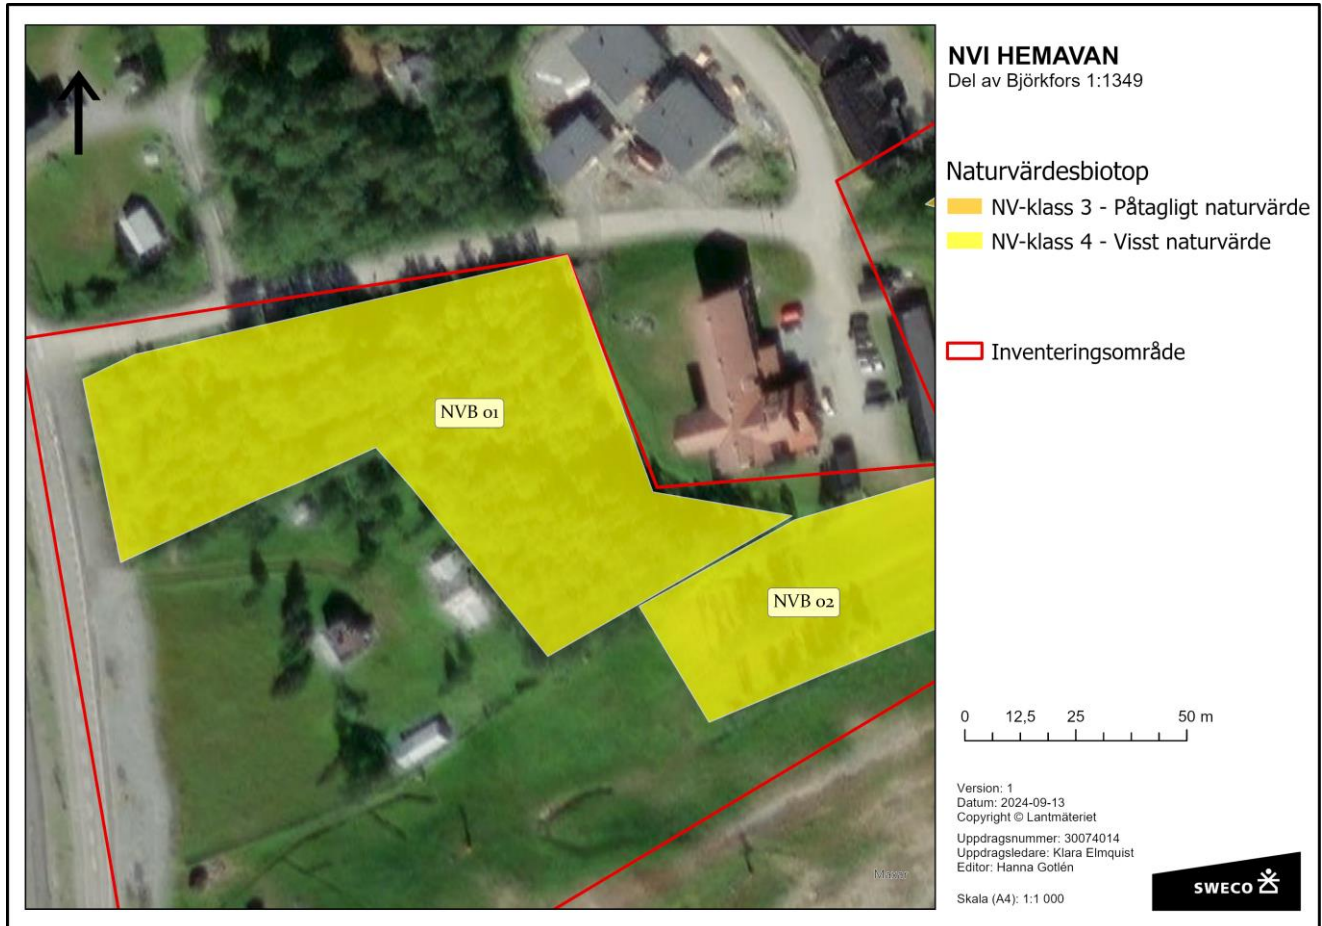 NVI HEMAVAN
Del av Björkfors 1:1349
Naturvärdesbiotop
NV-klass 3 - Påtagligt naturvärde
NV-klass 4 - Visst naturvärde
Inventeringsområde
NVB 01
NVB 02
0 12,5 25 50 m
Version: 1
Datum: 2024-09-13
Copyright © Lantmäteriet
Uppdragsnummer: 30074014
Uppdragsledare: Klara Elmquist
Editor: Hanna Gotlén
Skala (A4): 1:1 000
Maxar
SWECO